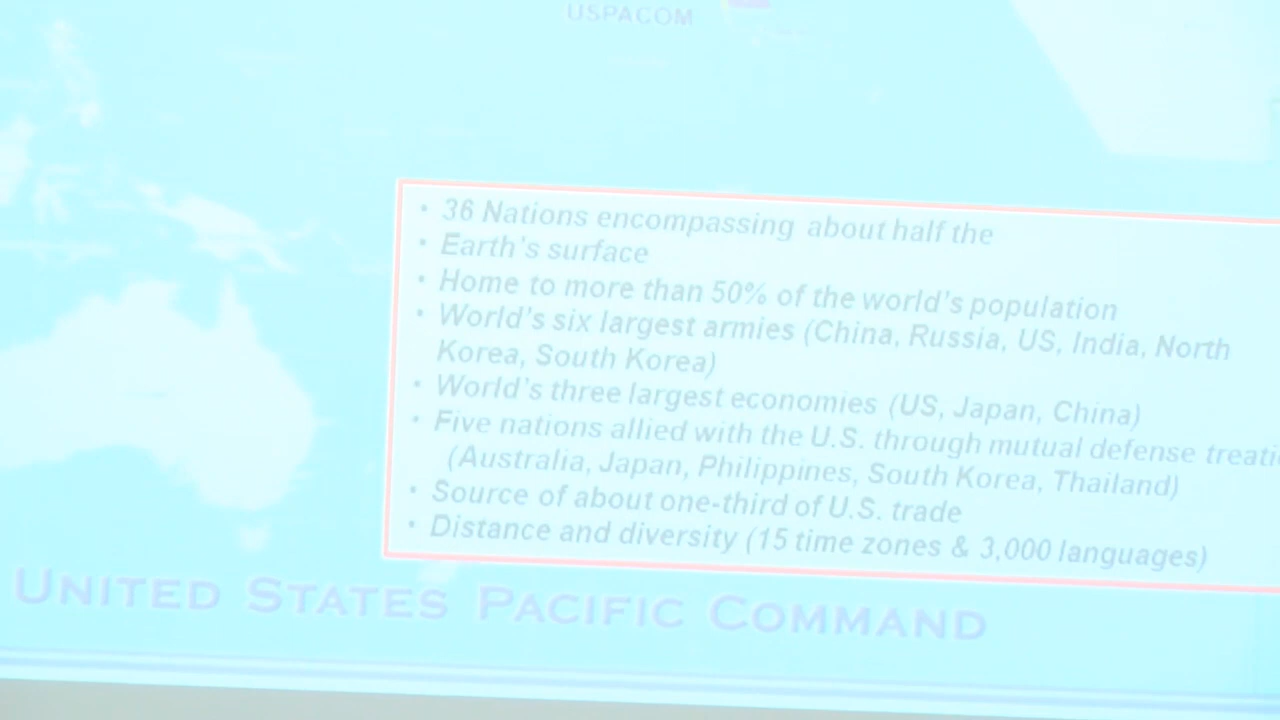 USPACOM
• 36 Nations encompassing about half the
• Earth's surface
• Home to more than 50% of the world's population
• World's six largest armies (China, Russia, US, India, North
Korea, South Korea)
• World's three largest economies (US, Japan, China)
• Five nations allied with the U.S. through mutual defense
(Australia, Japan, Philippines, South Korea, Thailand)
• Source of about one-third of U.S. trade
• Distance and diversity (15 time zones & 3,000 languages)
UNITED STATES PACIFIC COMMAND